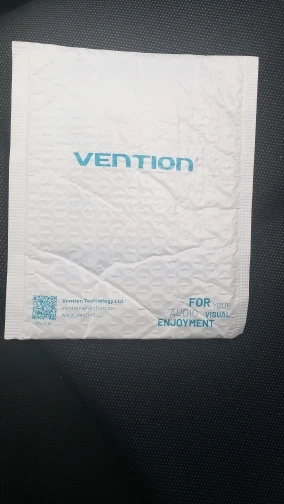 VENTION
Vention Technology Ltd
FOR YOUR
AUDIO VISUAL
ENJOYMENT